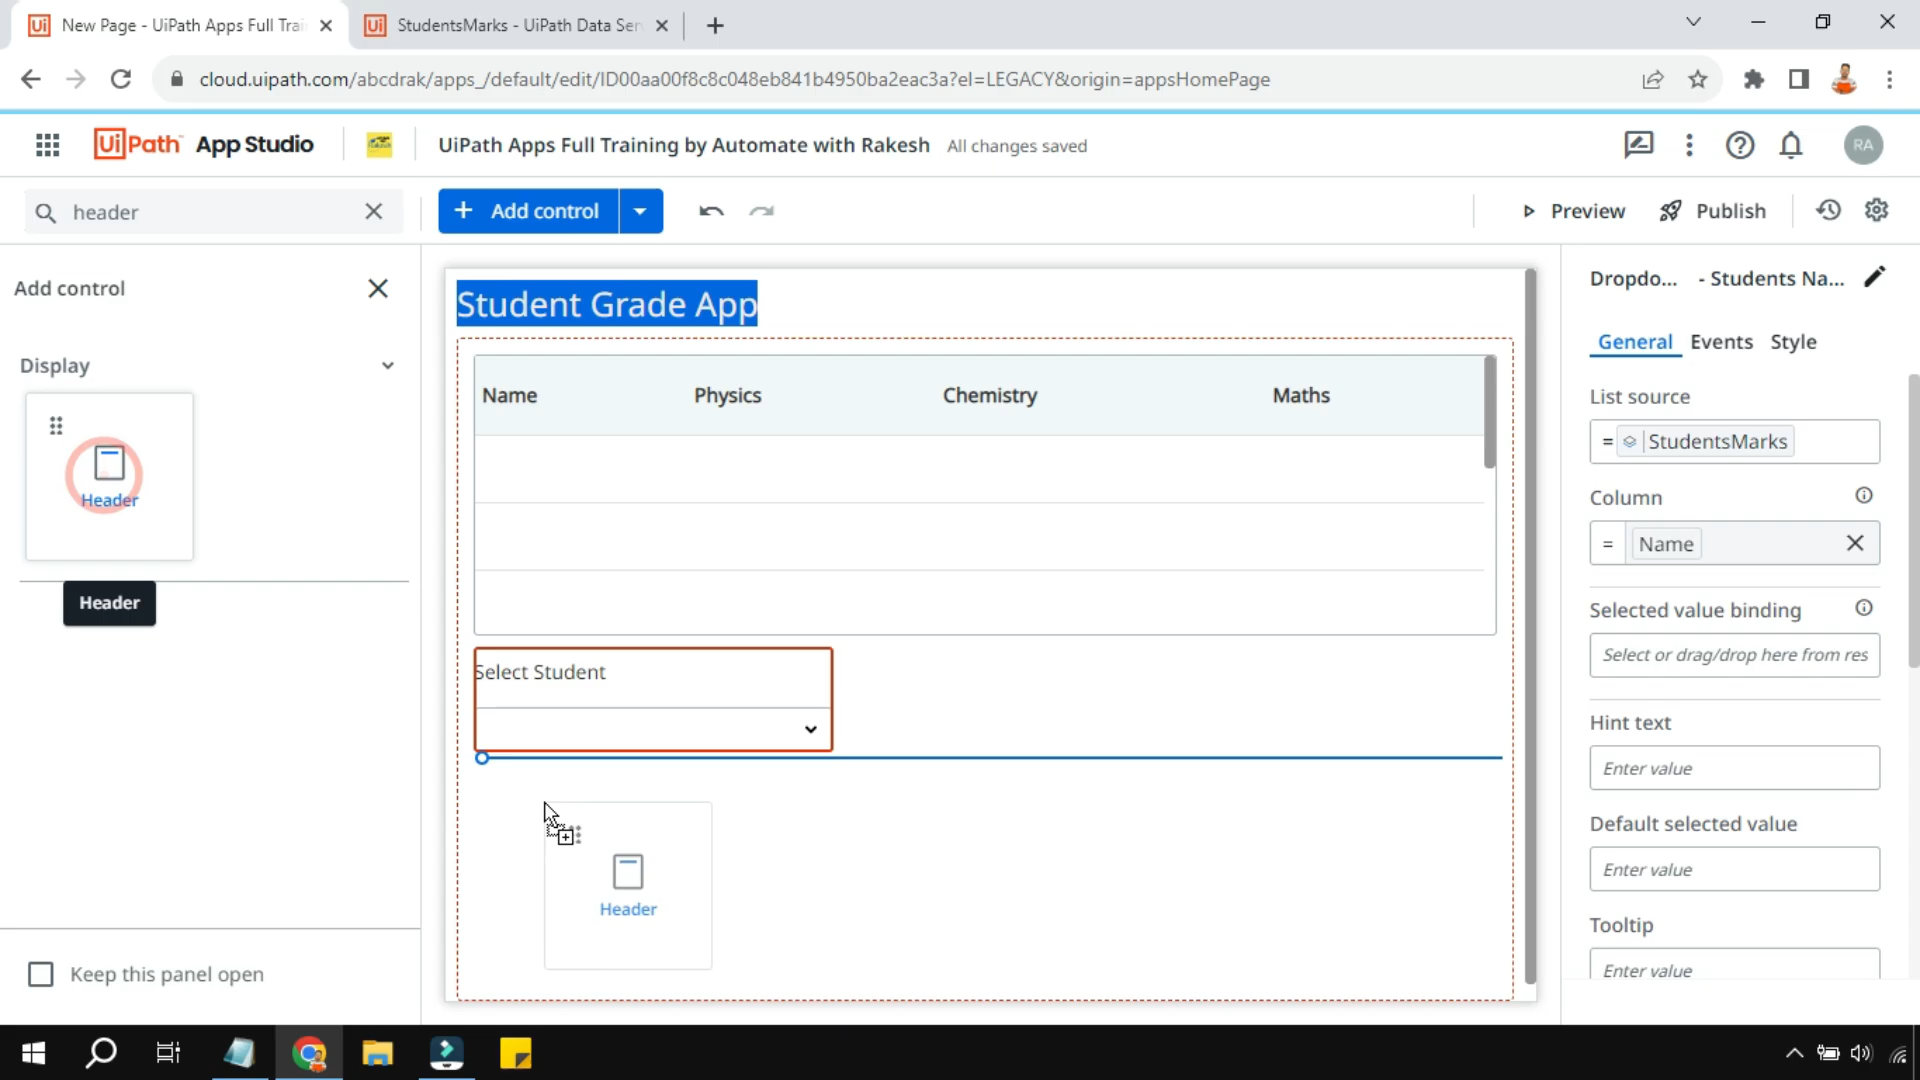 New Page - UiPath Apps Full Trai
StudentsMarks - UiPath Data Ser
cloud.uipath.com/abcdrak/apps_/default/edit/ID00aa00f8c8c048eb841b4950ba2eac3a?el=LEGACY&origin=appsHomePage
UiPath App Studio
UiPath Apps Full Training by Automate with Rakesh
All changes saved
RA
header
Add control
Preview
Publish
Add control
Display
Header
Header
Keep this panel open
Student Grade App
Name Physics Chemistry Maths
Select Student
Header
Dropdo... - Students Na...
General Events Style
List source
= StudentsMarks
Column
= Name
Selected value binding
Select or drag/drop here from res
Hint text
Enter value
Default selected value
Enter value
Tooltip
Enter value